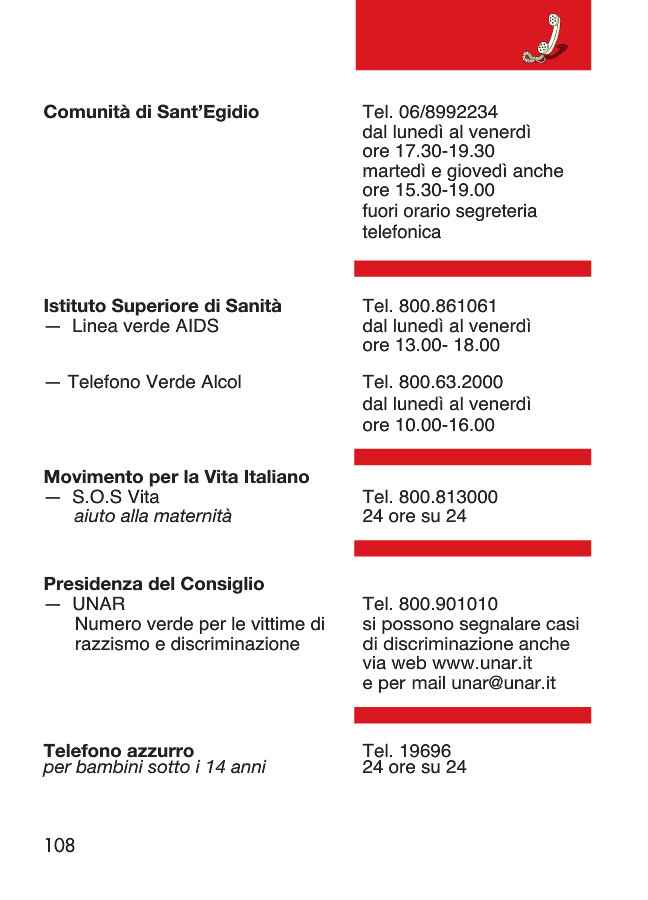 Comunità di Sant’Egidio
Tel. 06/8992234
dal lunedì al venerdì
ore 17.30-19.30
martedì e giovedì anche
ore 15.30-19.00
fuori orario segreteria
telefonica
Istituto Superiore di Sanità
— Linea verde AIDS
Tel. 800.861061
dal lunedì al venerdì
ore 13.00- 18.00
— Telefono Verde Alcol
Tel. 800.63.2000
dal lunedì al venerdì
ore 10.00-16.00
Movimento per la Vita Italiano
— S.O.S Vita
aiuto alla maternità
Tel. 800.813000
24 ore su 24
Presidenza del Consiglio
— UNAR
Numero verde per le vittime di
razzismo e discriminazione
Tel. 800.901010
si possono segnalare casi
di discriminazione anche
via web www.unar.it
e per mail unar@unar.it
Telefono azzurro
per bambini sotto i 14 anni
Tel. 19696
24 ore su 24
108